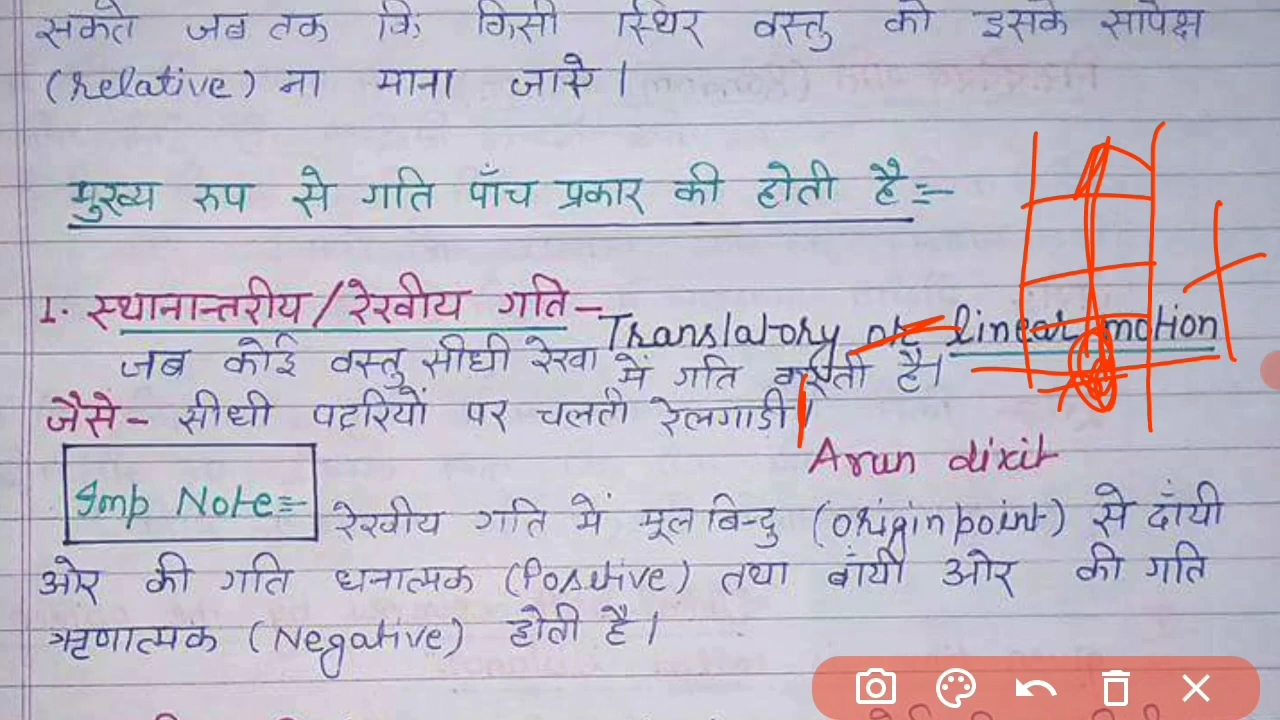 सकते जब तक कि किसी स्थिर वस्तु को इसके सापेक्ष
(relative) ना माना जाये।
मुख्य रुप से गति पाँच प्रकार की होती है:-
1. स्थानान्तरीय/रेखीय गति- Translatory or linear motion
जब कोई वस्तु सीधी रेखा में गति करती है।
जैसे- सीधी पटरियों पर चलती रेलगाड़ी।
Arun dixit
Imp Note:- रेखीय गति में मूल बिन्दु (origin point) से दांयी
ओर की गति धनात्मक (Positive) तथा बांयी ओर की गति
ऋणात्मक (Negative) होती है।